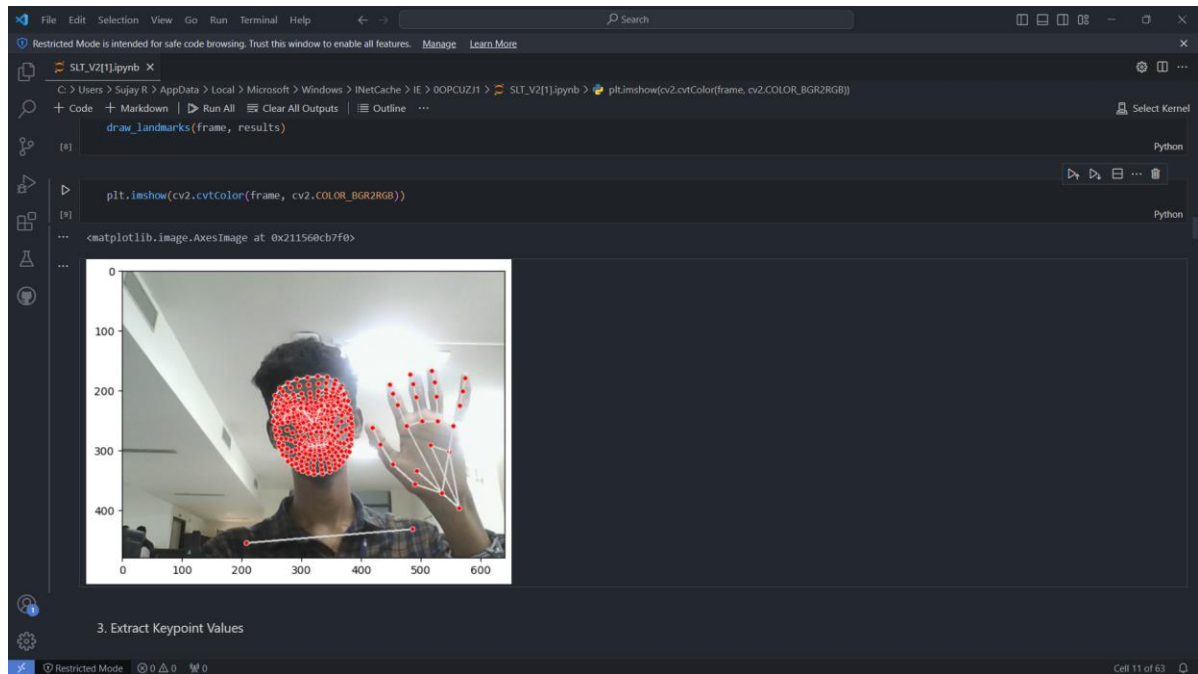 File Edit Selection View Go Run Terminal Help
Search
Restricted Mode is intended for safe code browsing. Trust this window to enable all features. Manage Learn More
SLT_V2[1].ipynb
C: > Users > Sujay R > AppData > Local > Microsoft > Windows > INetCache > IE > 0OPCUZJ1 > SLT_V2[1].ipynb > plt.imshow(cv2.cvtColor(frame, cv2.COLOR_BGR2RGB))
+ Code + Markdown | Run All Clear All Outputs | Outline ...
Select Kernel
draw_landmarks(frame, results)
[8]
Python
plt.imshow(cv2.cvtColor(frame, cv2.COLOR_BGR2RGB))
[9]
Python
... <matplotlib.image.AxesImage at 0x211560cb7f0>
...
0
100
200
300
400
0 100 200 300 400 500 600
3. Extract Keypoint Values
1
Restricted Mode 0 0 0
Cell 11 of 63